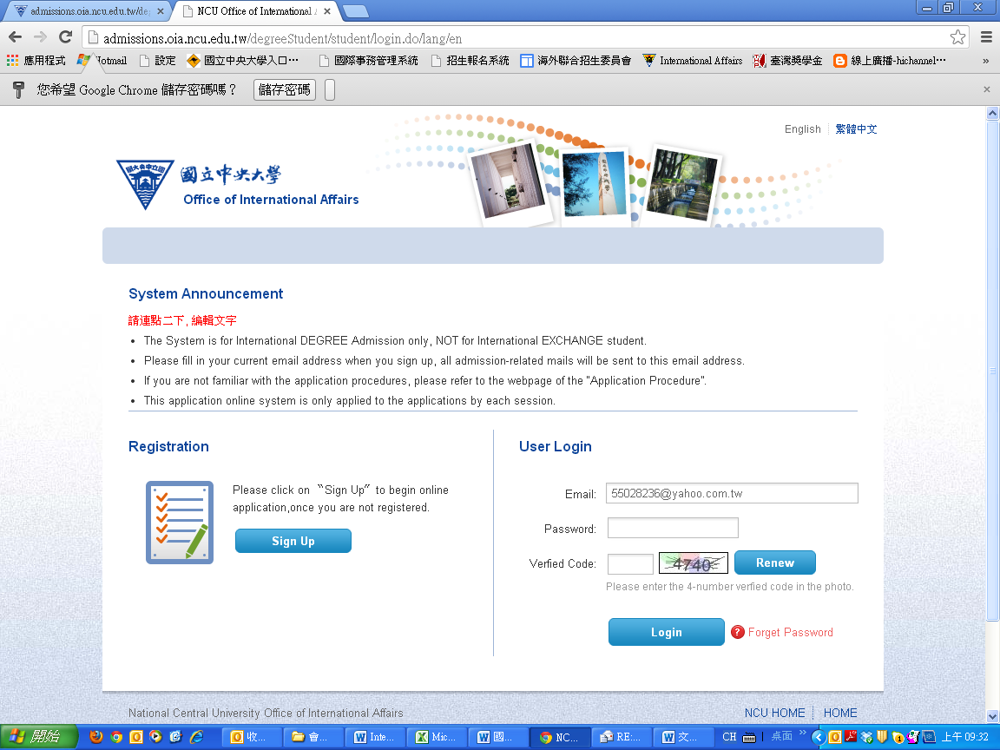 admissions.oia.ncu.edu.tw/de
NCU Office of International A
admissions.oia.ncu.edu.tw/degreeStudent/student/login.do/lang/en
應用程式 Hotmail 設定 國立中央大學入口⋯ 國際事務管理系統 招生報名系統 海外聯合招生委員會 International Affairs 臺灣獎學金 線上廣播-hichannel⋯ »
您希望 Google Chrome 儲存密碼嗎？ 儲存密碼
English 繁體中文
國立中央大學
Office of International Affairs
System Announcement
請連點二下, 編輯文字
• The System is for International DEGREE Admission only, NOT for International EXCHANGE student.
• Please fill in your current email address when you sign up, all admission-related mails will be sent to this email address.
• If you are not familiar with the application procedures, please refer to the webpage of the "Application Procedure".
• This application online system is only applied to the applications by each session.
Registration
Please click on〝Sign Up〞to begin online
application,once you are not registered.
Sign Up
User Login
Email: 55028236@yahoo.com.tw
Password:
Verfied Code: 4740 Renew
Please enter the 4-number verfied code in the photo.
Login ? Forget Password
National Central University Office of International Affairs
NCU HOME HOME
開始 收... 會... Inte... Mic... 國... NC... RE:... 文... CH 桌面 » 上午 09:32